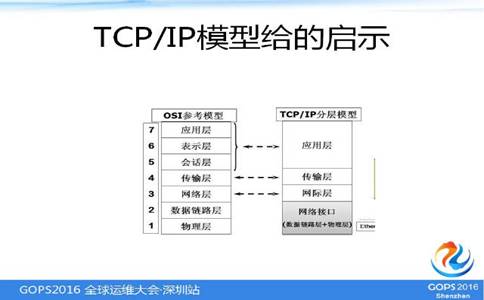 TCP/IP模型给的启示
OSI参考模型
7 应用层
6 表示层
5 会话层
4 传输层
3 网络层
2 数据链路层
1 物理层
TCP/IP分层模型
应用层
传输层
网际层
网络接口
(数据链路层+物理层)
Ether
GOPS2016 全球运维大会·深圳站
GOPS2016
Shenzhen